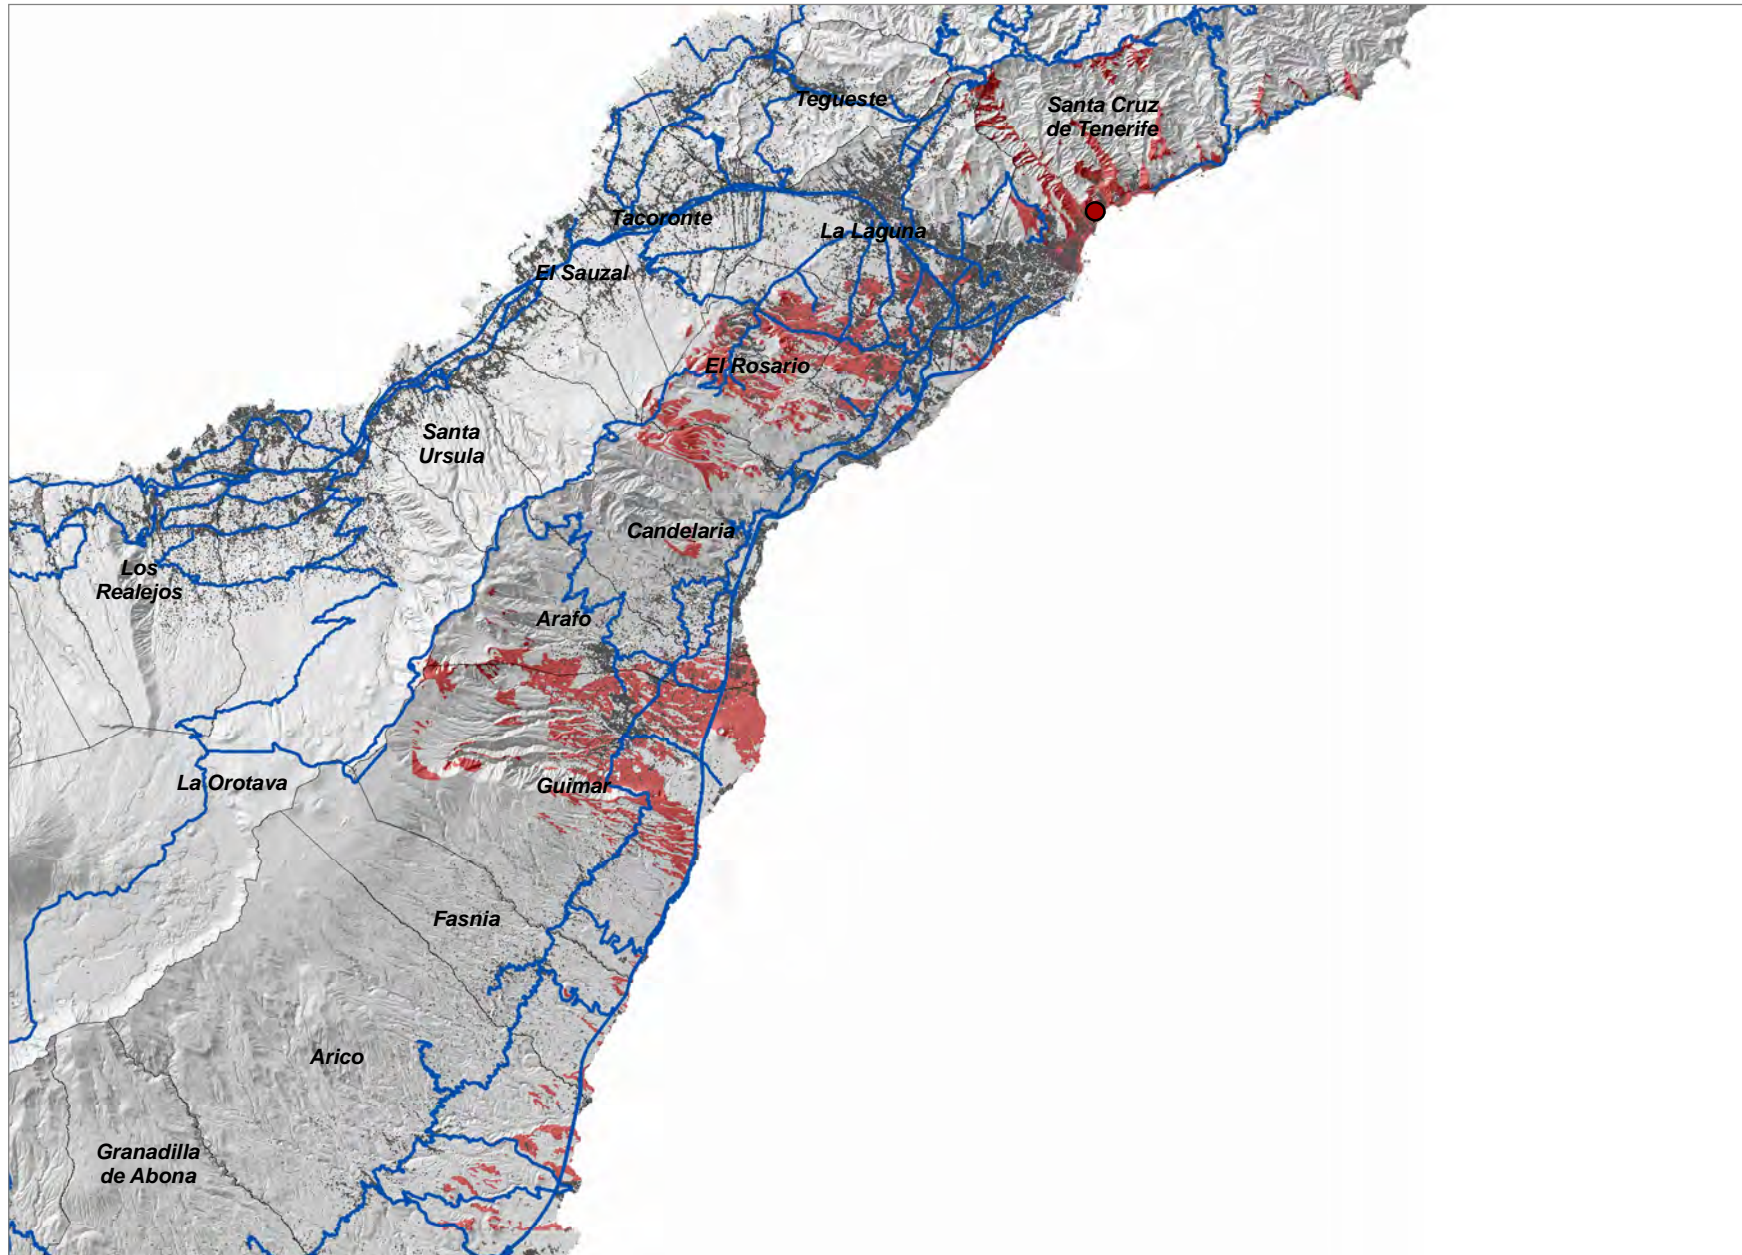 Tegueste
Santa Cruz
de Tenerife
Tacoronte
La Laguna
El Sauzal
El Rosario
Santa
Ursula
Candelaria
Los
Realejos
Arafo
La Orotava
Guimar
Fasnia
Arico
Granadilla
de Abona